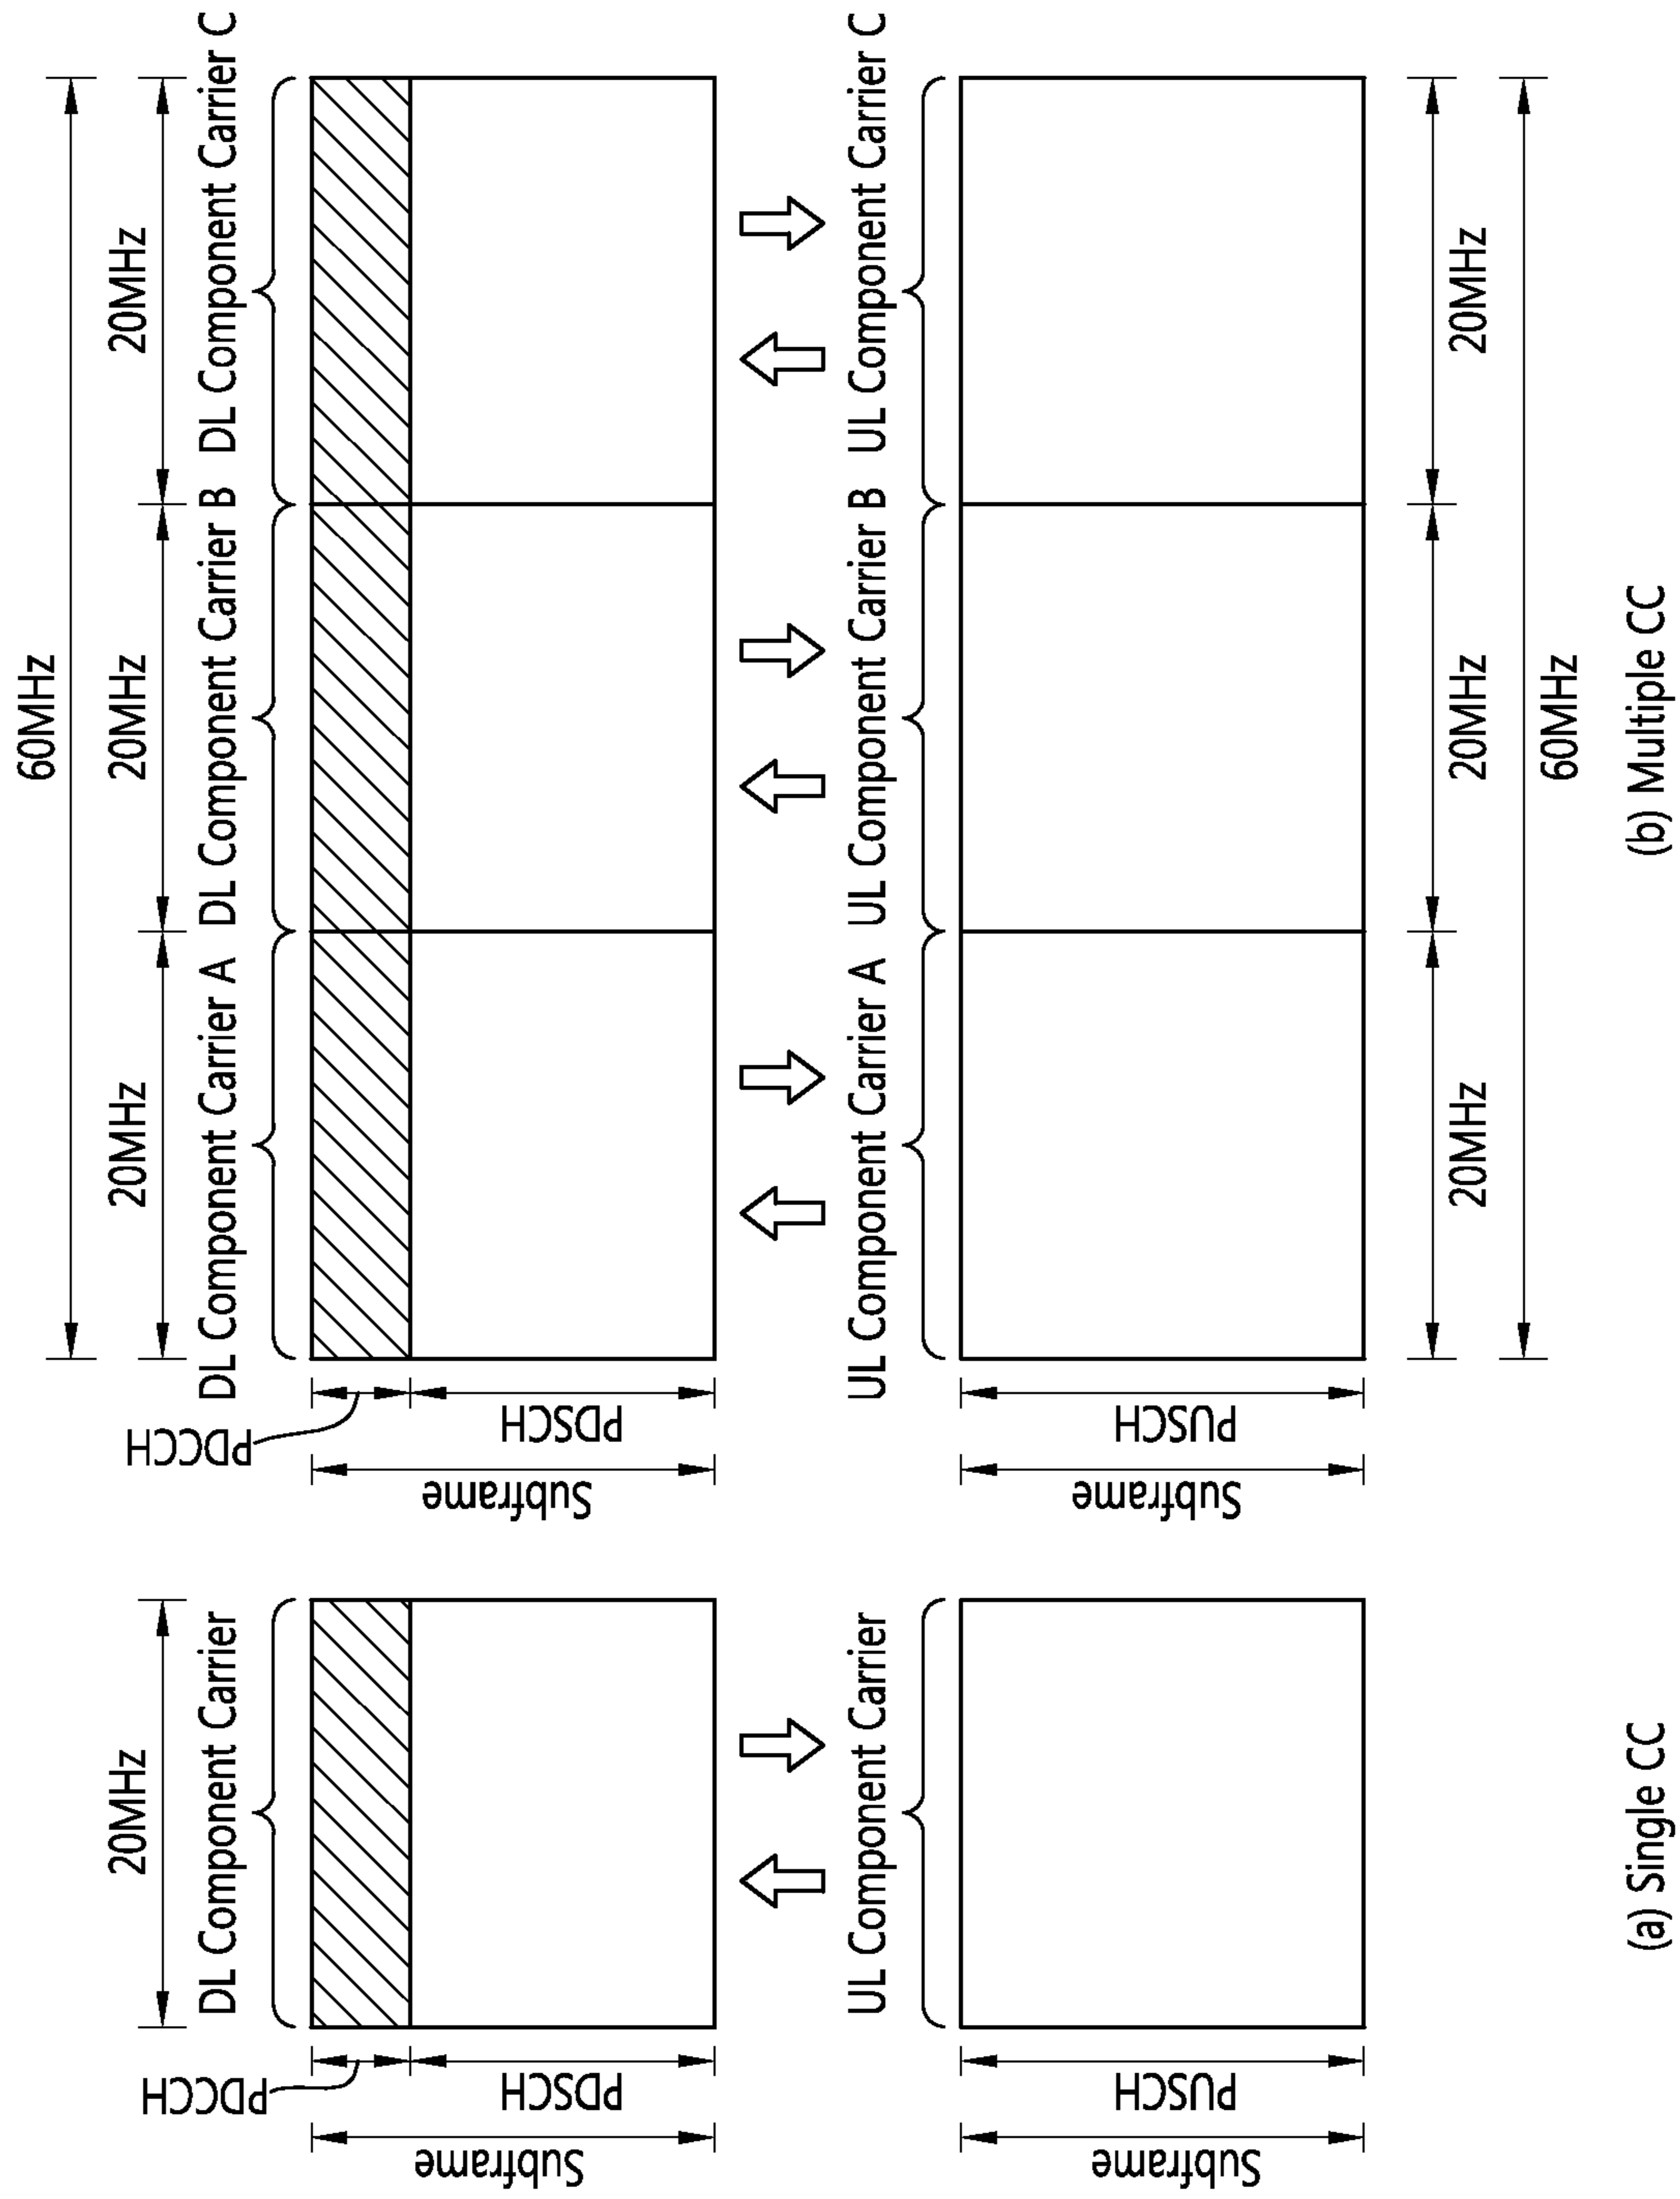 20MHz
DL Component Carrier
PDCCH
PDSCH
Subframe
UL Component Carrier
PUSCH
Subframe
(a) Single CC
60MHz
20MHz 20MHz 20MHz
DL Component Carrier A DL Component Carrier B DL Component Carrier C
PDCCH
PDSCH
Subframe
UL Component Carrier A UL Component Carrier B UL Component Carrier C
PUSCH
Subframe
20MHz 20MHz 20MHz
60MHz
(b) Multiple CC